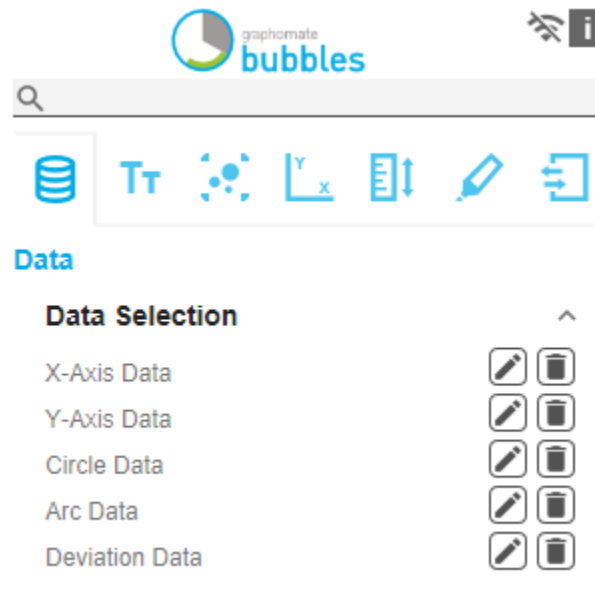 graphomate
bubbles
i
Tт
Y
x
Data
Data Selection
X-Axis Data
Y-Axis Data
Circle Data
Arc Data
Deviation Data